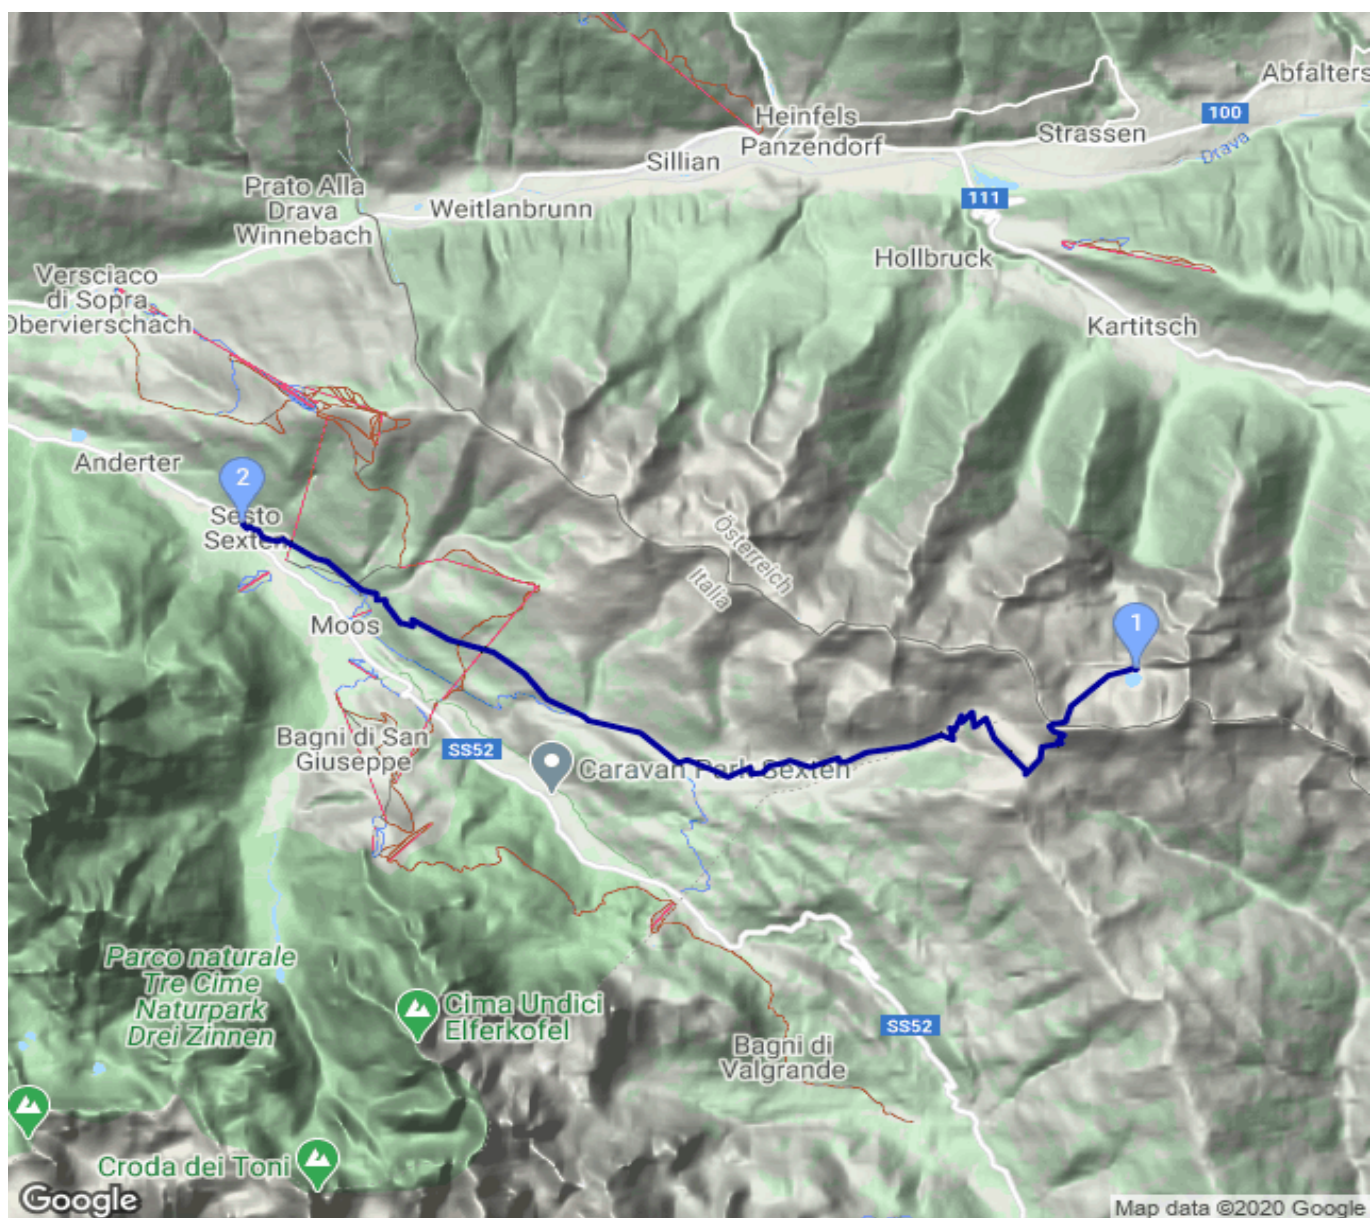 Abfalters
100
Heinfels
Panzendorf
Strassen
Drava
Sillian
Prato Alla
Drava
Winnebach
Weitlanbrunn
111
Hollbruck
Versciaco
di Sopra
Obervierschach
Kartitsch
Anderter
2
Sesto
Sexten
Österreich
Italia
1
Moos
Bagni di San
Giuseppe
SS52
Caravan Park Sexten
Parco naturale
Tre Cime
Naturpark
Drei Zinnen
Cima Undici
Elferkofel
SS52
Bagni di
Valgrande
Croda dei Toni
Google
Map data ©2020 Google